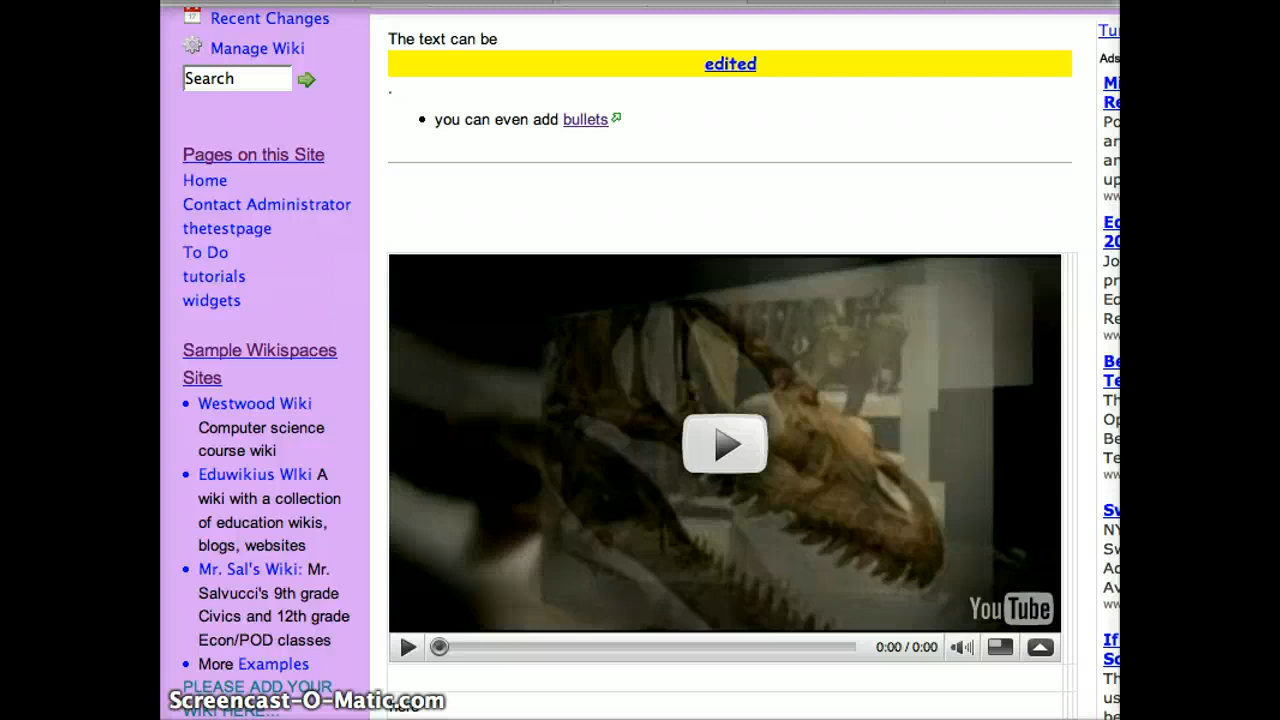 Recent Changes
Manage Wiki
Search
Pages on this Site
Home
Contact Administrator
thetestpage
To Do
tutorials
widgets
Sample Wikispaces
Sites
Westwood Wiki
Computer science
course wiki
Eduwikius WIki A
wiki with a collection
of education wikis,
blogs, websites
Mr. Sal's Wiki: Mr.
Salvucci's 9th grade
Civics and 12th grade
Econ/POD classes
More Examples
PLEASE ADD YOUR
WIKI HERE...
Screencast-O-Matic.com
The text can be
edited
.
you can even add bullets
YouTube
0:00 / 0:00
Ads